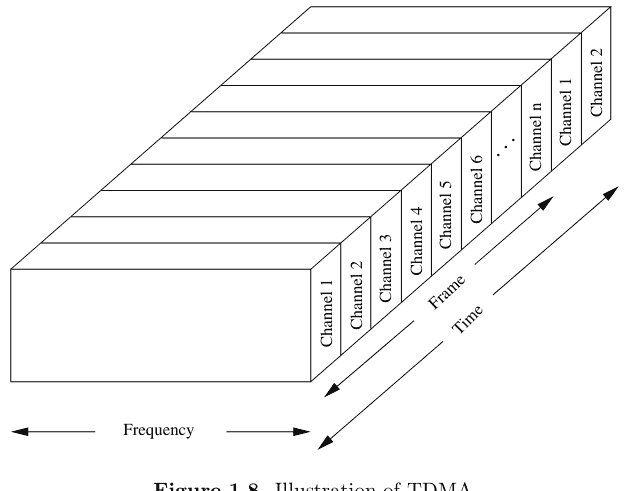 Channel 1
Channel 2
Channel 3
Channel 4
Channel 5
Channel 6
. . .
Channel n
Channel 1
Channel 2
Frame
Time
Frequency
Figure 1.8 Illustration of TDMA